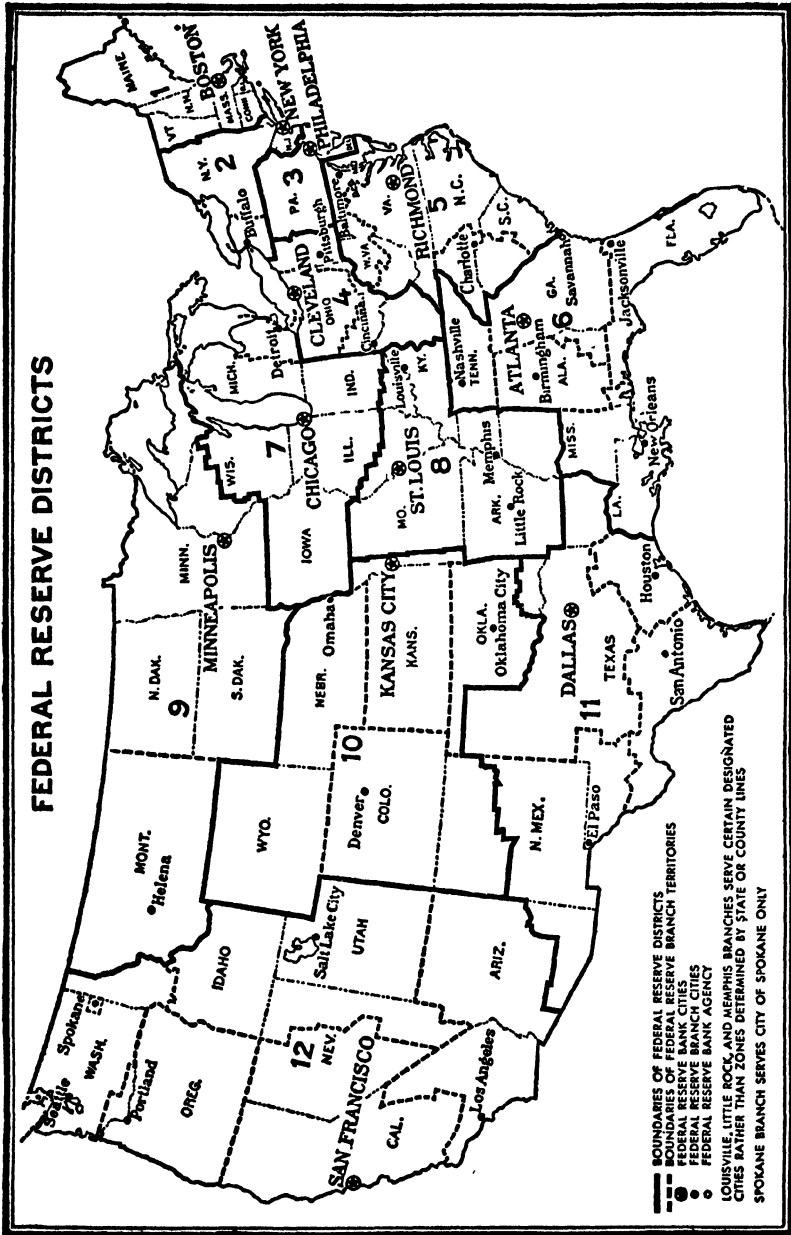 FEDERAL RESERVE DISTRICTS
Seattle
Spokane
WASH.
Portland
OREG.
IDAHO
MONT.
Helena
12
NEV.
SAN FRANCISCO
CAL.
Los Angeles
Salt Lake City
UTAH
ARIZ.
WYO.
10
Denver
COLO.
N. MEX.
El Paso
N. DAK.
9
S. DAK.
MINN.
MINNEAPOLIS
NEBR.
Omaha
KANSAS CITY
KANS.
OKLA.
Oklahoma City
DALLAS
TEXAS
11
Houston
San Antonio
WIS.
7
MICH.
Detroit
CHICAGO
IOWA
ILL.
IND.
MO.
ST. LOUIS
8
Louisville
KY.
ARK.
Little Rock
Memphis
MISS.
LA.
New Orleans
CLEVELAND
OHIO
4
Cincinnati
Pittsburgh
Nashville
TENN.
ATLANTA
Birmingham
ALA.
6
GA.
Savannah
Jacksonville
FLA.
MAINE
1
VT
N.H.
BOSTON
MASS.
CONN
N.Y.
2
Buffalo
NEW YORK
N.J.
PHILADELPHIA
PA.
3
Baltimore
W.VA
VA.
RICHMOND
5
N.C.
Charlotte
S.C.
BOUNDARIES OF FEDERAL RESERVE DISTRICTS
BOUNDARIES OF FEDERAL RESERVE BRANCH TERRITORIES
FEDERAL RESERVE BANK CITIES
FEDERAL RESERVE BRANCH CITIES
FEDERAL RESERVE BANK AGENCY
LOUISVILLE, LITTLE ROCK, AND MEMPHIS BRANCHES SERVE CERTAIN DESIGNATED
CITIES RATHER THAN ZONES DETERMINED BY STATE OR COUNTY LINES
SPOKANE BRANCH SERVES CITY OF SPOKANE ONLY